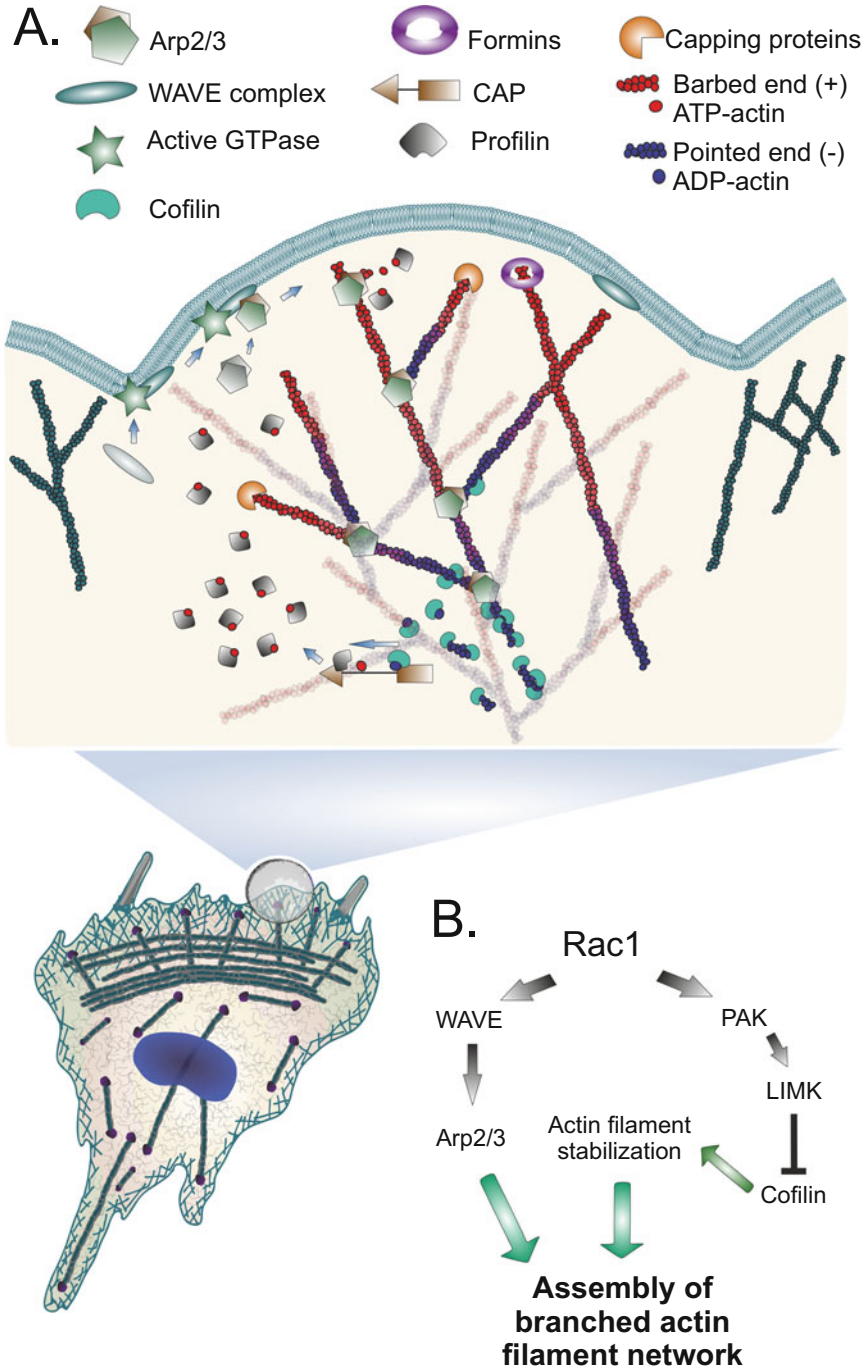 A.
Arp2/3
Formins
Capping proteins
WAVE complex
CAP
Barbed end (+)
ATP-actin
Active GTPase
Profilin
Pointed end (-)
ADP-actin
Cofilin
B.
Rac1
WAVE
PAK
LIMK
Arp2/3
Actin filament
stabilization
Cofilin
Assembly of
branched actin
filament network